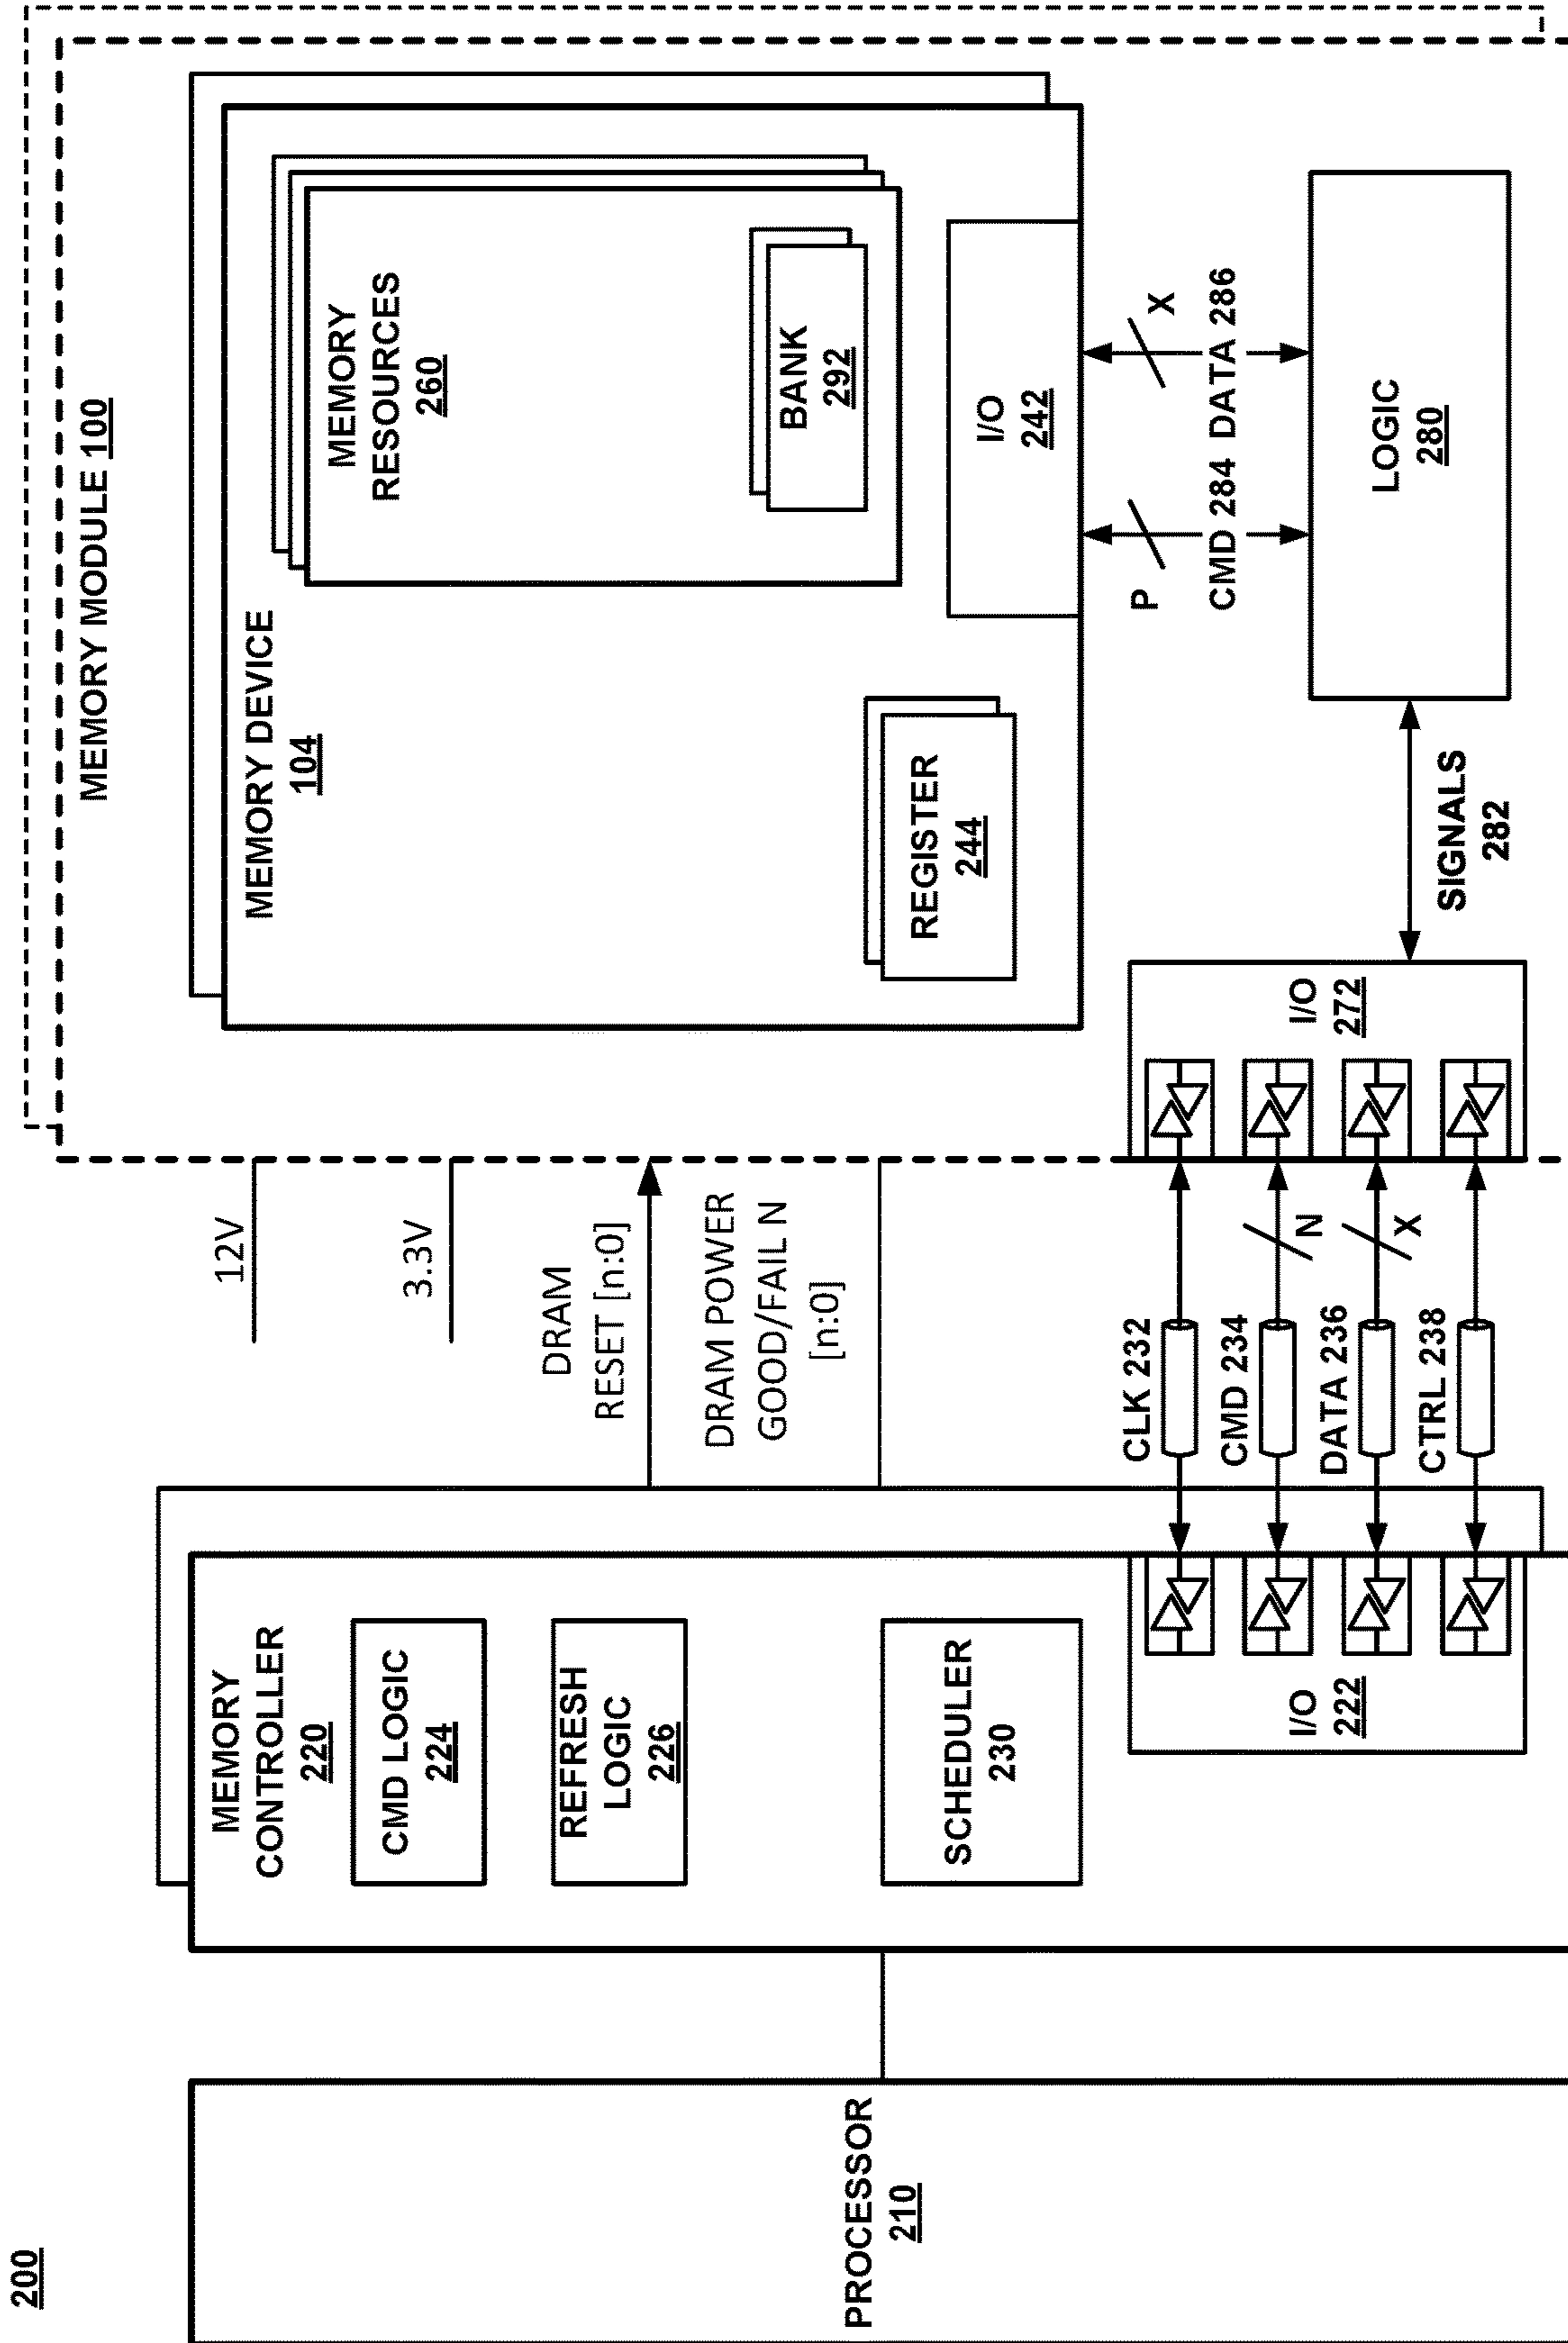 200
PROCESSOR
210
MEMORY
CONTROLLER
220
CMD LOGIC
224
REFRESH
LOGIC
226
SCHEDULER
230
I/O
222
12V
3.3V
DRAM
RESET [n:0]
DRAM POWER
GOOD/FAIL N
[n:0]
CLK 232
CMD 234
N
DATA 236
X
CTRL 238
MEMORY MODULE 100
MEMORY DEVICE
104
MEMORY
RESOURCES
260
BANK
292
REGISTER
244
I/O
242
P
X
CMD 284 DATA 286
I/O
272
SIGNALS
282
LOGIC
280